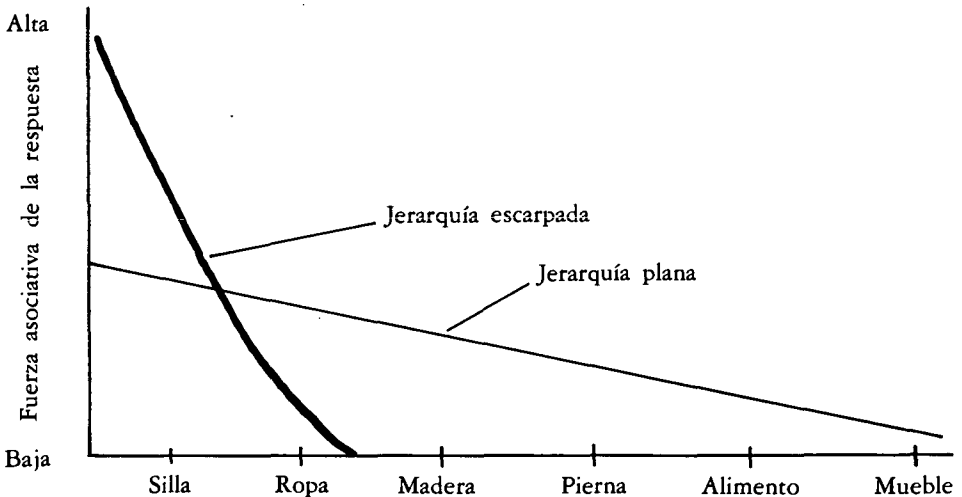 Alta
Fuerza asociativa de la respuesta
Jerarquía escarpada
Jerarquía plana
Baja
Silla Ropa Madera Pierna Alimento Mueble